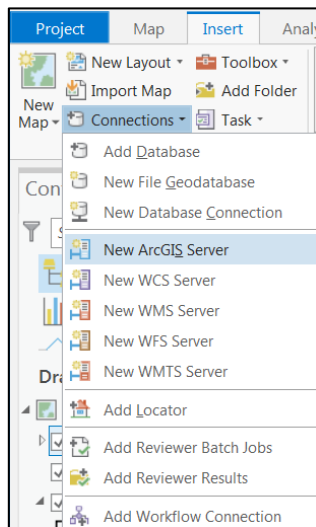 Project Map Insert Analy
New Layout Toolbox
Import Map Add Folder
New Map Connections Task
Add Database
Con New File Geodatabase
New Database Connection
New ArcGIS Server
New WCS Server
New WMS Server
New WFS Server
Dra New WMTS Server
Add Locator
Add Reviewer Batch Jobs
Add Reviewer Results
Add Workflow Connection